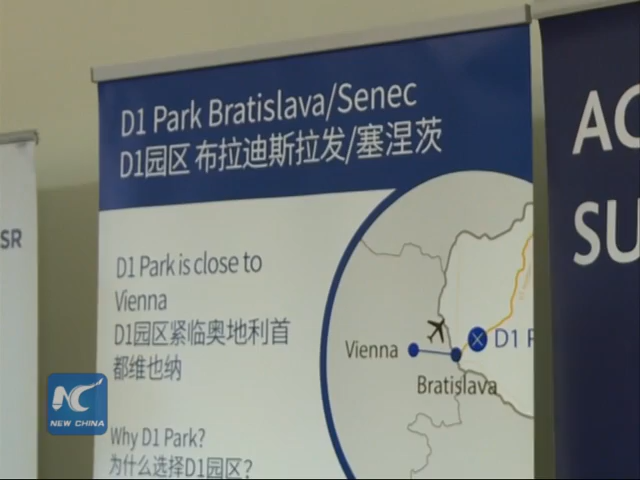 D1 Park Bratislava/Senec
D1园区 布拉迪斯拉发/塞涅茨
D1 Park is close to
Vienna
D1园区紧临奥地利首
都维也纳
Why D1 Park?
为什么选择D1园区?
Vienna
Bratislava
D1
SR
AC
SU
NEW CHINA